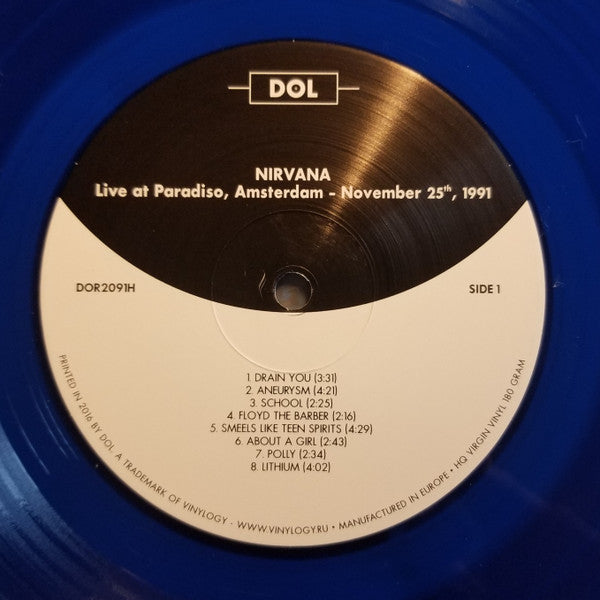 DOL
NIRVANA
Live at Paradiso, Amsterdam - November 25th, 1991
DOR2091H
SIDE 1
1. DRAIN YOU (3:31)
2. ANEURYSM (4:21)
3. SCHOOL (2:25)
4. FLOYD THE BARBER (2:16)
5. SMEELS LIKE TEEN SPIRITS (4:29)
6. ABOUT A GIRL (2:43)
7. POLLY (2:34)
8. LITHIUM (4:02)
PRINTED IN 2016 BY DOL. A TRADEMARK OF VINYLOGY - WWW.VINYLOGY.RU • MANUFACTURED IN EUROPE • HQ VIRGIN VINYL 180 GRAM